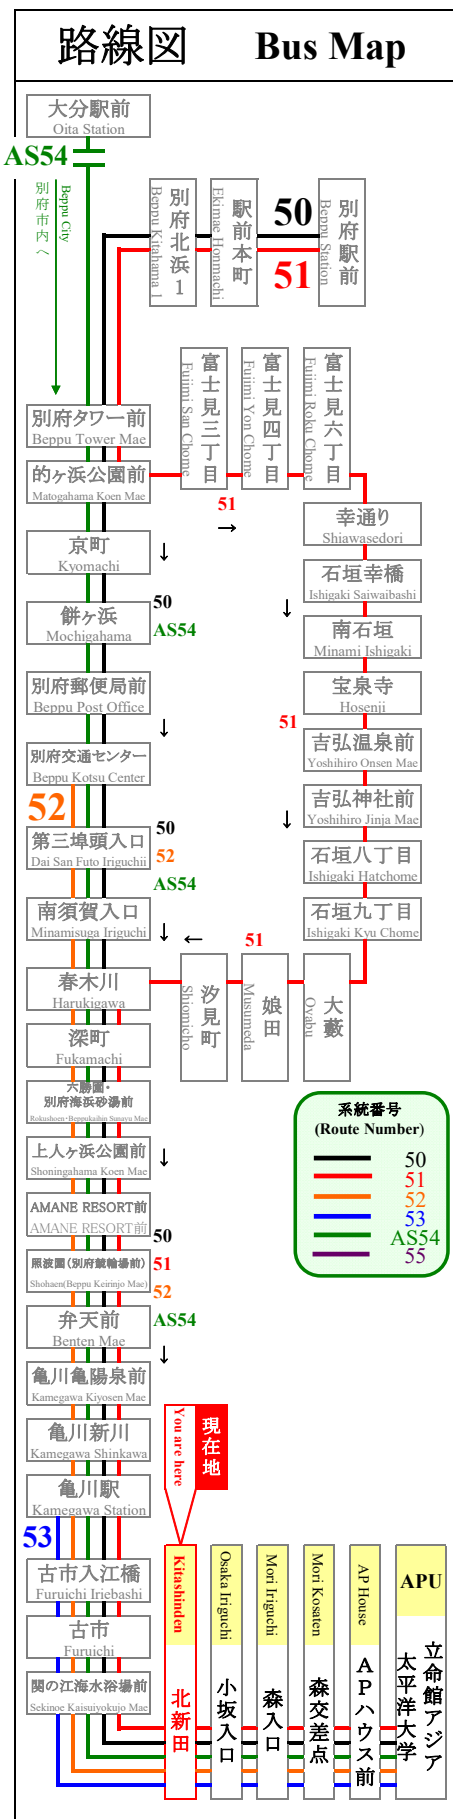 路線図 Bus Map
大分駅前
Oita Station
AS54
Beppu City
別府市内へ
別府北浜1
Beppu Kitahama 1
駅前本町
Ekimae Honmachi
50
51
別府駅前
Beppu Station
別府タワー前
Beppu Tower Mae
的ヶ浜公園前
Matogahama Koen Mae
富士見三丁目
Fujimi San Chome
富士見四丁目
Fujimi Yon Chome
富士見六丁目
Fujimi Roku Chome
51
→
幸通り
Shiawasedori
京町
Kyomachi
↓
石垣幸橋
Ishigaki Saiwaibashi
餅ヶ浜
Mochigahama
50
AS54
↓
南石垣
Minami Ishigaki
別府郵便局前
Beppu Post Office
↓
宝泉寺
Hosenji
51
吉弘温泉前
Yoshihiro Onsen Mae
別府交通センター
Beppu Kotsu Center
52
吉弘神社前
Yoshihiro Jinja Mae
↓
第三埠頭入口
Dai San Futo Iriguchii
50
52
AS54
石垣八丁目
Ishigaki Hatchome
南須賀入口
Minamisuga Iriguchi
↓
石垣九丁目
Ishigaki Kyu Chome
←
51
春木川
Harukigawa
汐見町
Shiomicho
娘田
Musumeda
大藪
Oyabu
深町
Fukamachi
六勝園・
別府海浜砂湯前
Rokushoen・Beppukaihin Sunayu Mae
上人ヶ浜公園前
Shoningahama Koen Mae
↓
系統番号
(Route Number)
50
51
52
53
AS54
55
AMANE RESORT前
AMANE RESORT前
照波園(別府競輪場前)
Shohaen(Beppu Keirinjo Mae)
50
51
52
AS54
↓
弁天前
Benten Mae
亀川亀陽泉前
Kamegawa Kiyosen Mae
亀川新川
Kamegawa Shinkawa
亀川駅
Kamegawa Station
53
現在地
You are here
古市入江橋
Furuichi Iriebashi
古市
Furuichi
関の江海水浴場前
Sekinoe Kaisuiyokujo Mae
Kitashinden
北新田
Osaka Iriguchi
小坂入口
Mori Iriguchi
森入口
Mori Kosaten
森交差点
AP House
APハウス前
APU
立命館アジア
太平洋大学